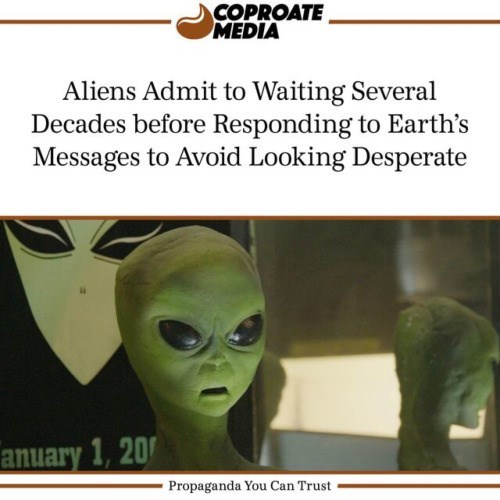 COPROATE
MEDIA
Aliens Admit to Waiting Several
Decades before Responding to Earth's
Messages to Avoid Looking Desperate
anuary 1, 20
Propaganda You Can Trust